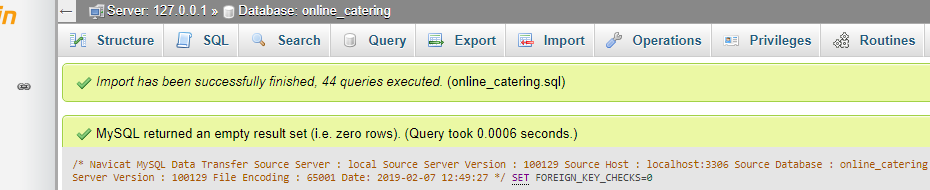 in
Server: 127.0.0.1 » Database: online_catering
Structure SQL Search Query Export Import Operations Privileges Routines
Import has been successfully finished, 44 queries executed. (online_catering.sql)
MySQL returned an empty result set (i.e. zero rows). (Query took 0.0006 seconds.)
/* Navicat MySQL Data Transfer Source Server : local Source Server Version : 100129 Source Host : localhost:3306 Source Database : online_catering
Server Version : 100129 File Encoding : 65001 Date: 2019-02-07 12:49:27 */ SET FOREIGN_KEY_CHECKS=0